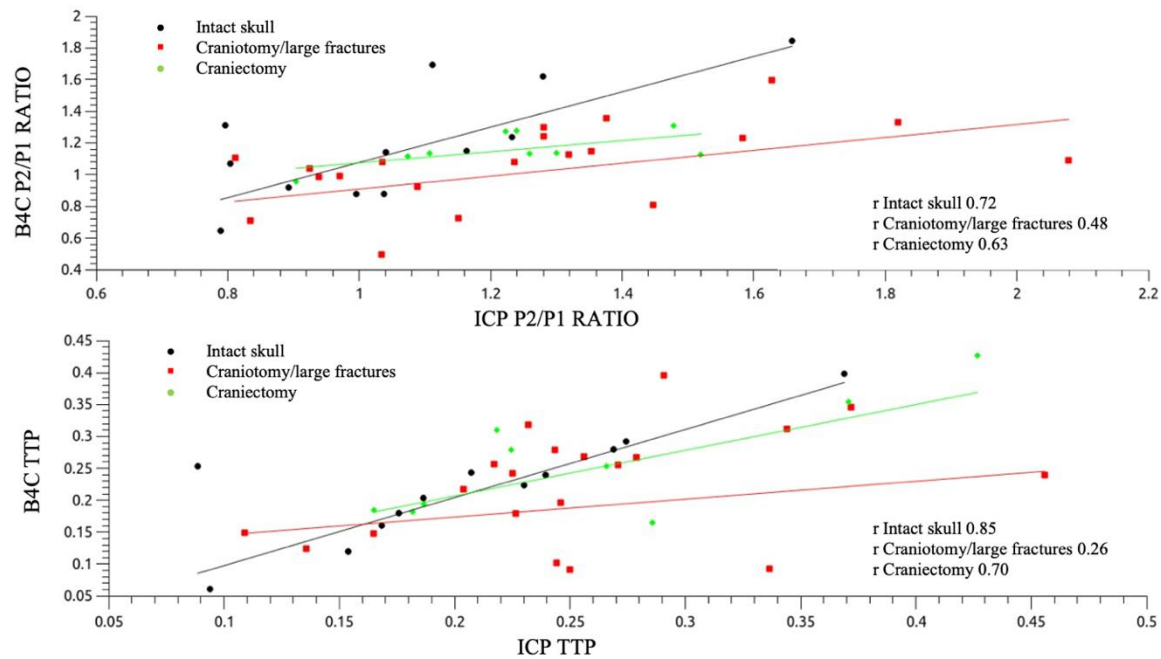 2
1.8
1.6
1.4
1.2
1
0.8
0.6
0.4
B4C P2/P1 RATIO
Intact skull
Craniotomy/large fractures
Craniectomy
r Intact skull 0.72
r Craniotomy/large fractures 0.48
r Craniectomy 0.63
0.6 0.8 1 1.2 1.4 1.6 1.8 2 2.2
ICP P2/P1 RATIO
0.45
0.4
0.35
0.3
0.25
0.2
0.15
0.1
0.05
B4C TTP
Intact skull
Craniotomy/large fractures
Craniectomy
r Intact skull 0.85
r Craniotomy/large fractures 0.26
r Craniectomy 0.70
0.1 0.15 0.2 0.25 0.3 0.35 0.4 0.45 0.5
ICP TTP